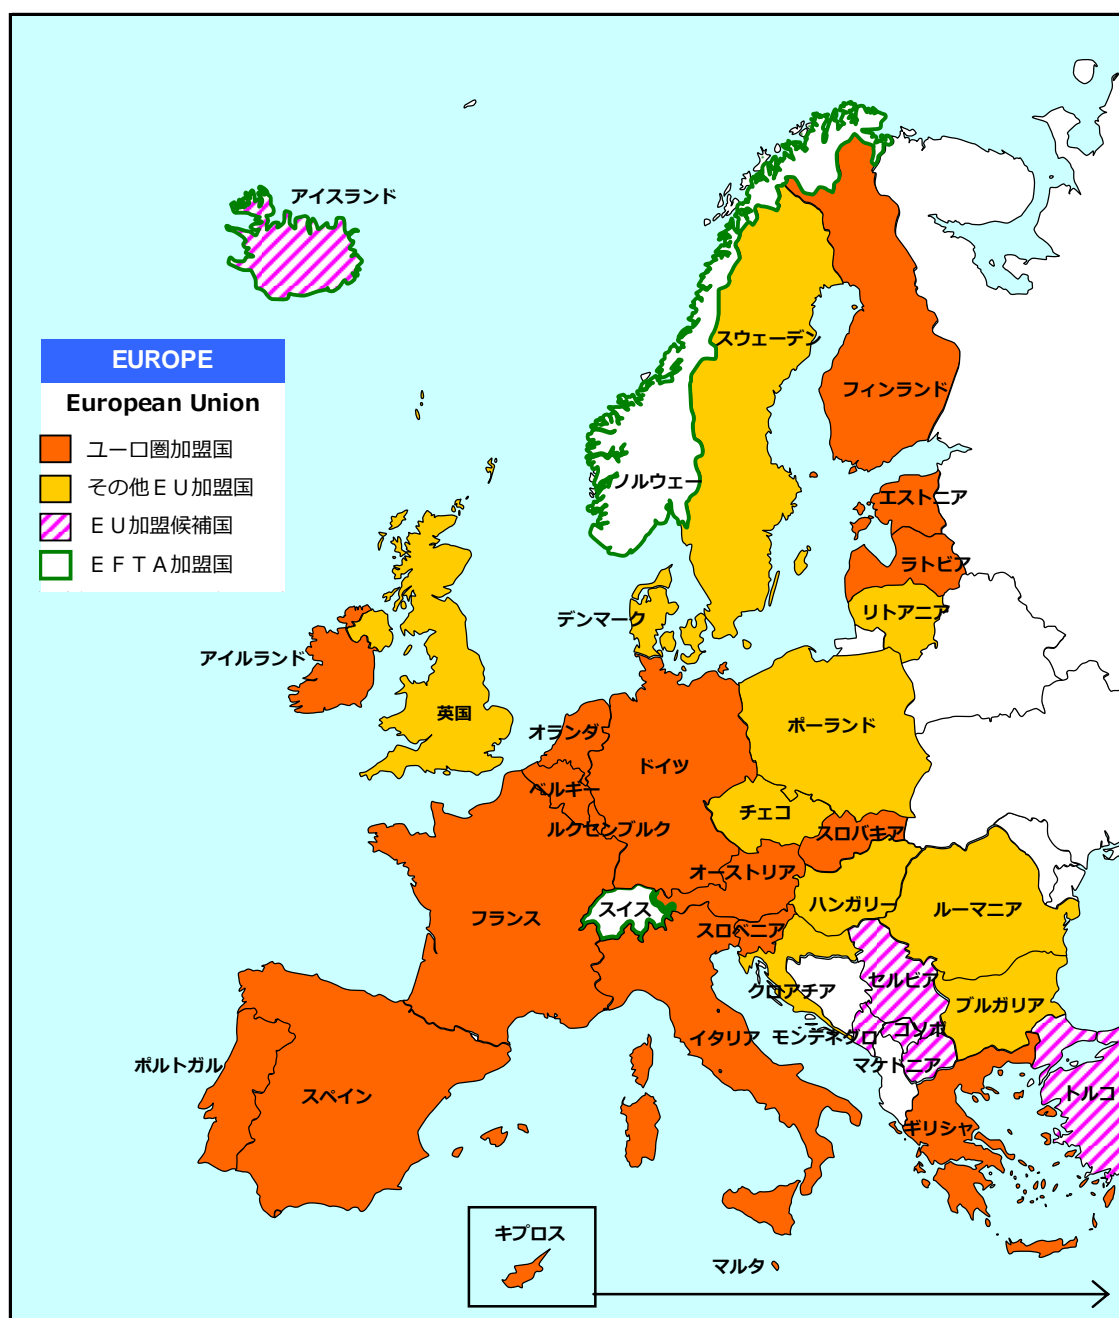 アイスランド
EUROPE
European Union
ユーロ圏加盟国
その他ＥＵ加盟国
ＥＵ加盟候補国
ＥＦＴＡ加盟国
スウェーデン
フィンランド
ノルウェー
エストニア
ラトビア
リトアニア
デンマーク
アイルランド
英国
オランダ
ポーランド
ドイツ
ベルギー
チェコ
ルクセンブルク
スロバキア
オーストリア
スイス
ハンガリー
ルーマニア
フランス
スロベニア
セルビア
クロアチア
ブルガリア
イタリア
モンテネグロ
コソボ
ポルトガル
マケドニア
スペイン
トルコ
ギリシャ
キプロス
マルタ